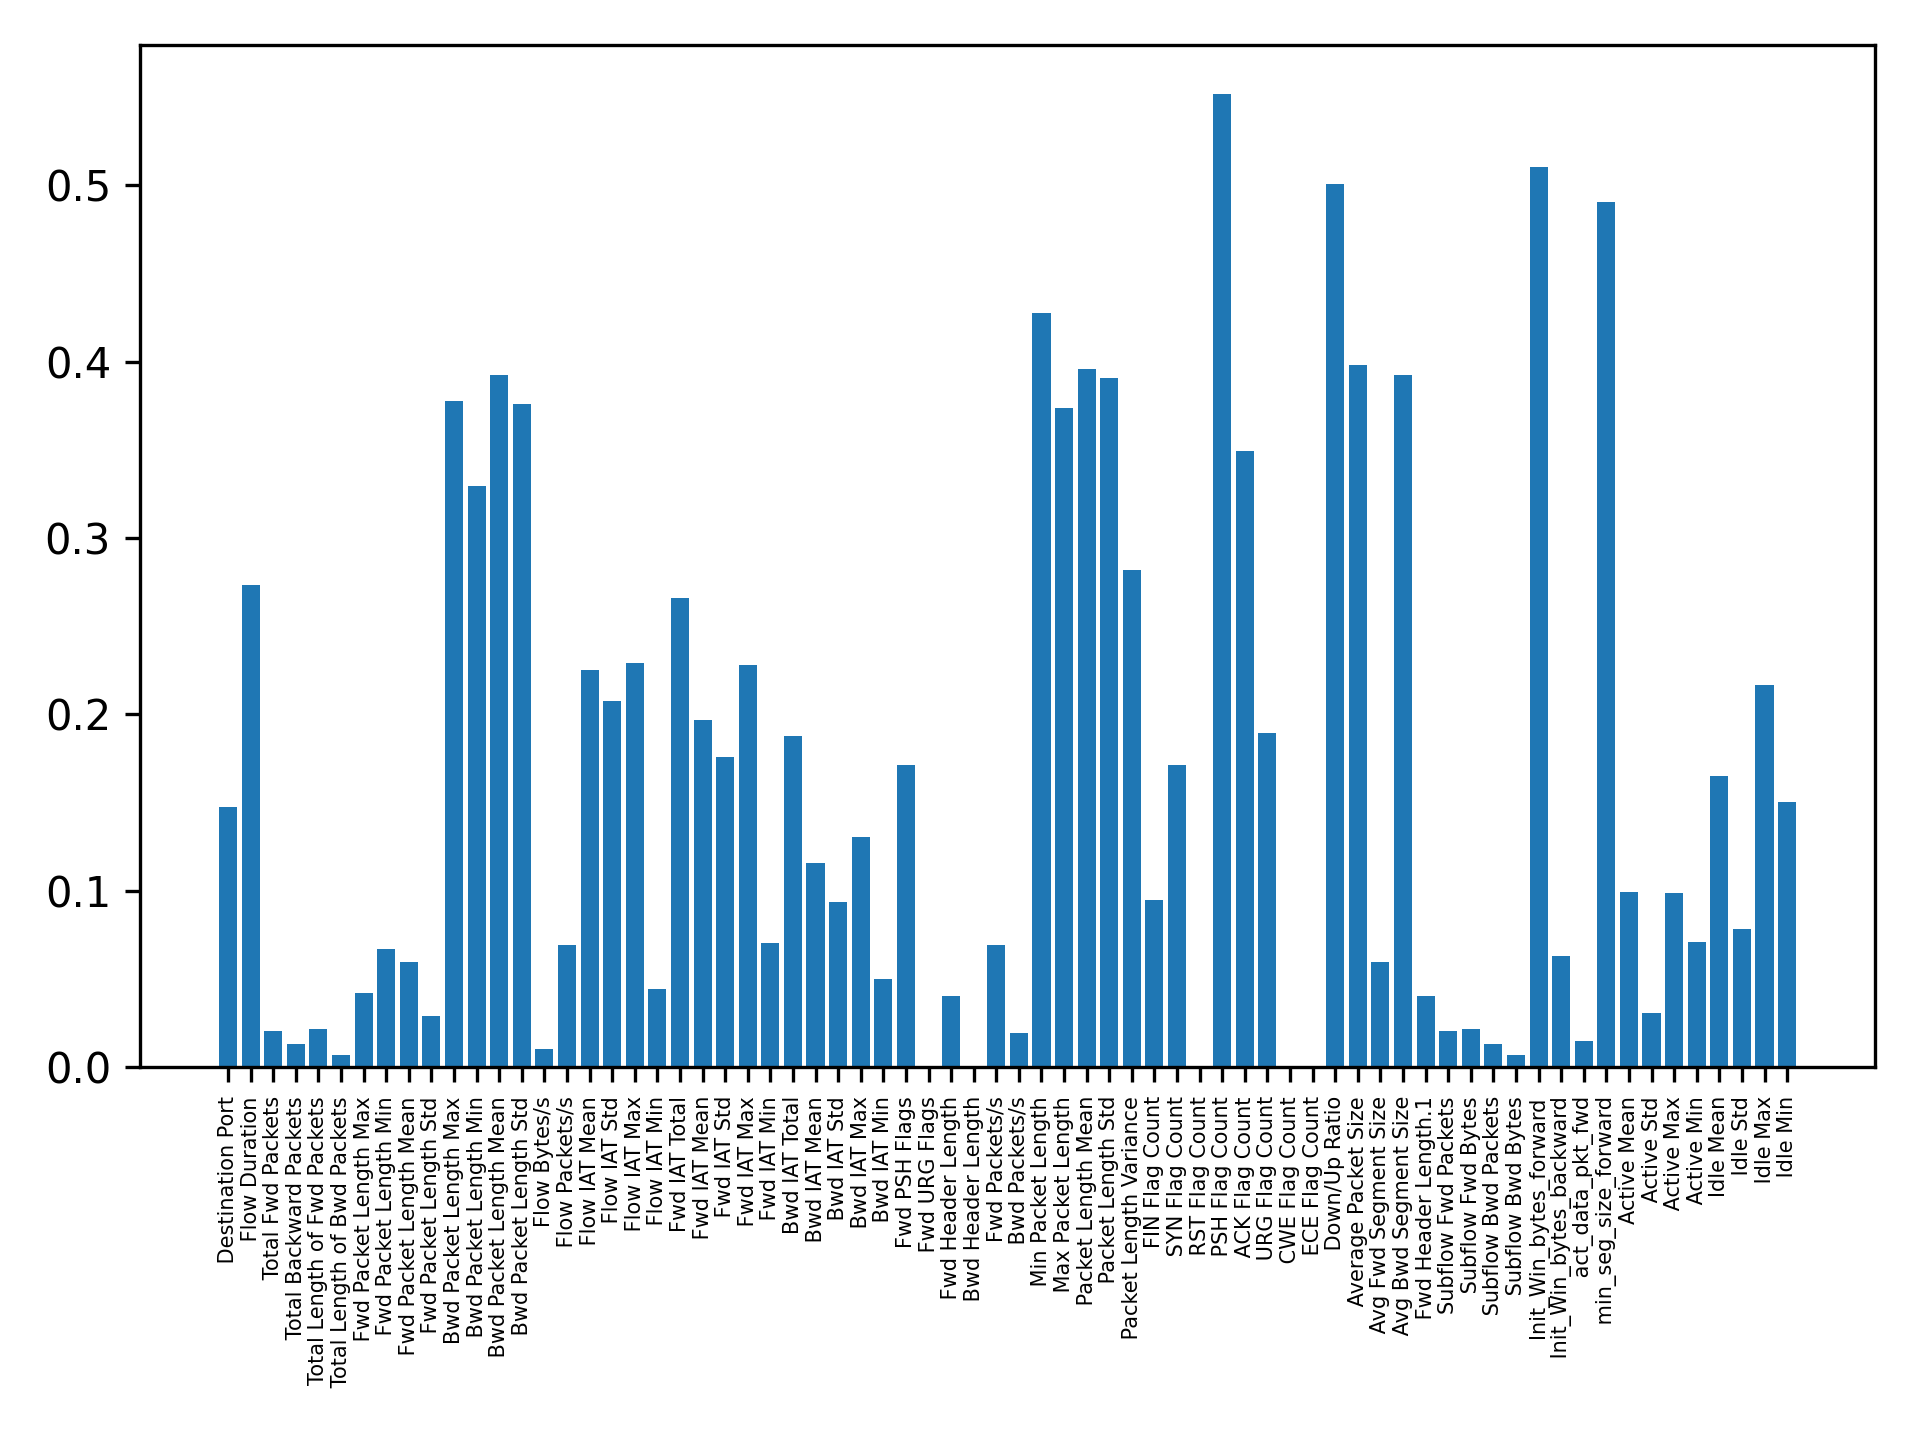 0.5
0.4
0.3
0.2
0.1
0.0
Destination Port
Flow Duration
Total Fwd Packets
Total Backward Packets
Total Length of Fwd Packets
Total Length of Bwd Packets
Fwd Packet Length Max
Fwd Packet Length Min
Fwd Packet Length Mean
Fwd Packet Length Std
Bwd Packet Length Max
Bwd Packet Length Min
Bwd Packet Length Mean
Bwd Packet Length Std
Flow Bytes/s
Flow Packets/s
Flow IAT Mean
Flow IAT Std
Flow IAT Max
Flow IAT Min
Fwd IAT Total
Fwd IAT Mean
Fwd IAT Std
Fwd IAT Max
Fwd IAT Min
Bwd IAT Total
Bwd IAT Mean
Bwd IAT Std
Bwd IAT Max
Bwd IAT Min
Fwd PSH Flags
Fwd URG Flags
Fwd Header Length
Bwd Header Length
Fwd Packets/s
Bwd Packets/s
Min Packet Length
Max Packet Length
Packet Length Mean
Packet Length Std
Packet Length Variance
FIN Flag Count
SYN Flag Count
RST Flag Count
PSH Flag Count
ACK Flag Count
URG Flag Count
CWE Flag Count
ECE Flag Count
Down/Up Ratio
Average Packet Size
Avg Fwd Segment Size
Avg Bwd Segment Size
Fwd Header Length.1
Subflow Fwd Packets
Subflow Fwd Bytes
Subflow Bwd Packets
Subflow Bwd Bytes
Init_Win_bytes_forward
Init_Win_bytes_backward
act_data_pkt_fwd
min_seg_size_forward
Active Mean
Active Std
Active Max
Active Min
Idle Mean
Idle Std
Idle Max
Idle Min